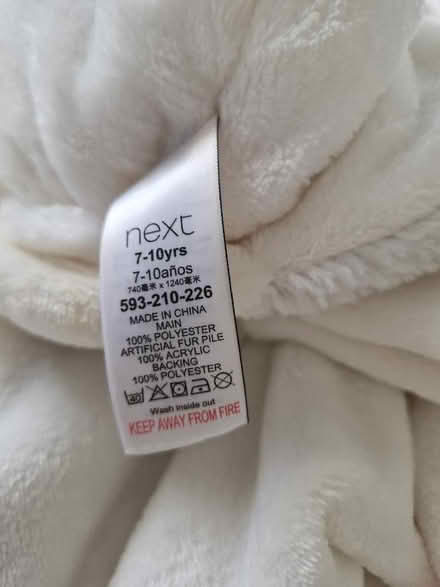 next
7-10yrs
7-10años
740毫米 x 1240毫米
593-210-226
MADE IN CHINA
MAIN
100% POLYESTER
ARTIFICIAL FUR PILE
100% ACRYLIC
BACKING
100% POLYESTER
40
Wash inside out
KEEP AWAY FROM FIRE